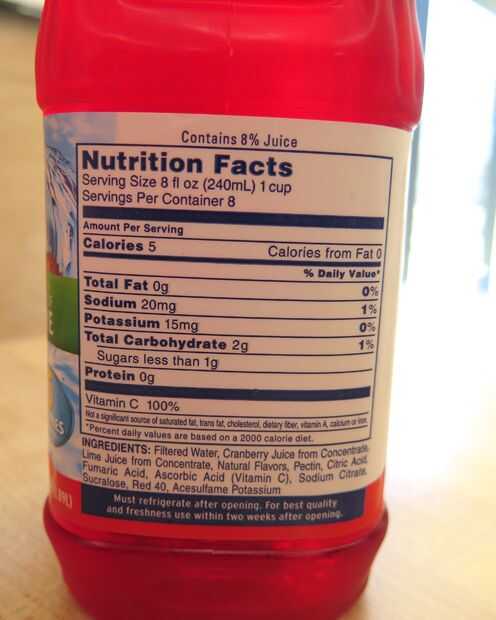 Contains 8% Juice
Nutrition Facts
Serving Size 8 fl oz (240mL) 1 cup
Servings Per Container 8
Amount Per Serving
Calories 5 Calories from Fat 0
% Daily Value*
Total Fat 0g 0%
Sodium 20mg 1%
Potassium 15mg 0%
Total Carbohydrate 2g 1%
Sugars less than 1g
Protein 0g
Vitamin C 100%
Not a significant source of saturated fat, trans fat, cholesterol, dietary fiber, vitamin A, calcium or iron.
*Percent daily values are based on a 2000 calorie diet.
INGREDIENTS: Filtered Water, Cranberry Juice from Concentrate,
Lime Juice from Concentrate, Natural Flavors, Pectin, Citric Acid,
Fumaric Acid, Ascorbic Acid (Vitamin C), Sodium Citrate,
Sucralose, Red 40, Acesulfame Potassium
Must refrigerate after opening. For best quality
and freshness use within two weeks after opening.